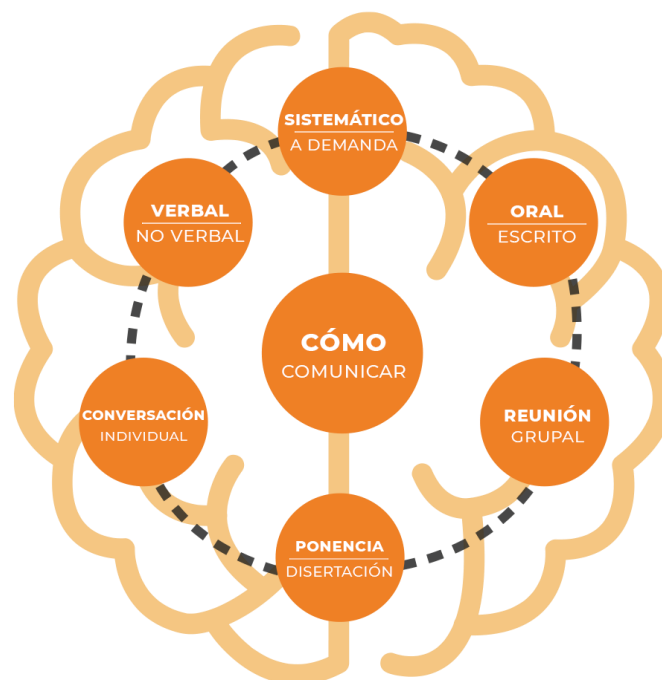 SISTEMÁTICO
A DEMANDA
VERBAL
NO VERBAL
ORAL
ESCRITO
CÓMO
COMUNICAR
CONVERSACIÓN
INDIVIDUAL
REUNIÓN
GRUPAL
PONENCIA
DISERTACIÓN